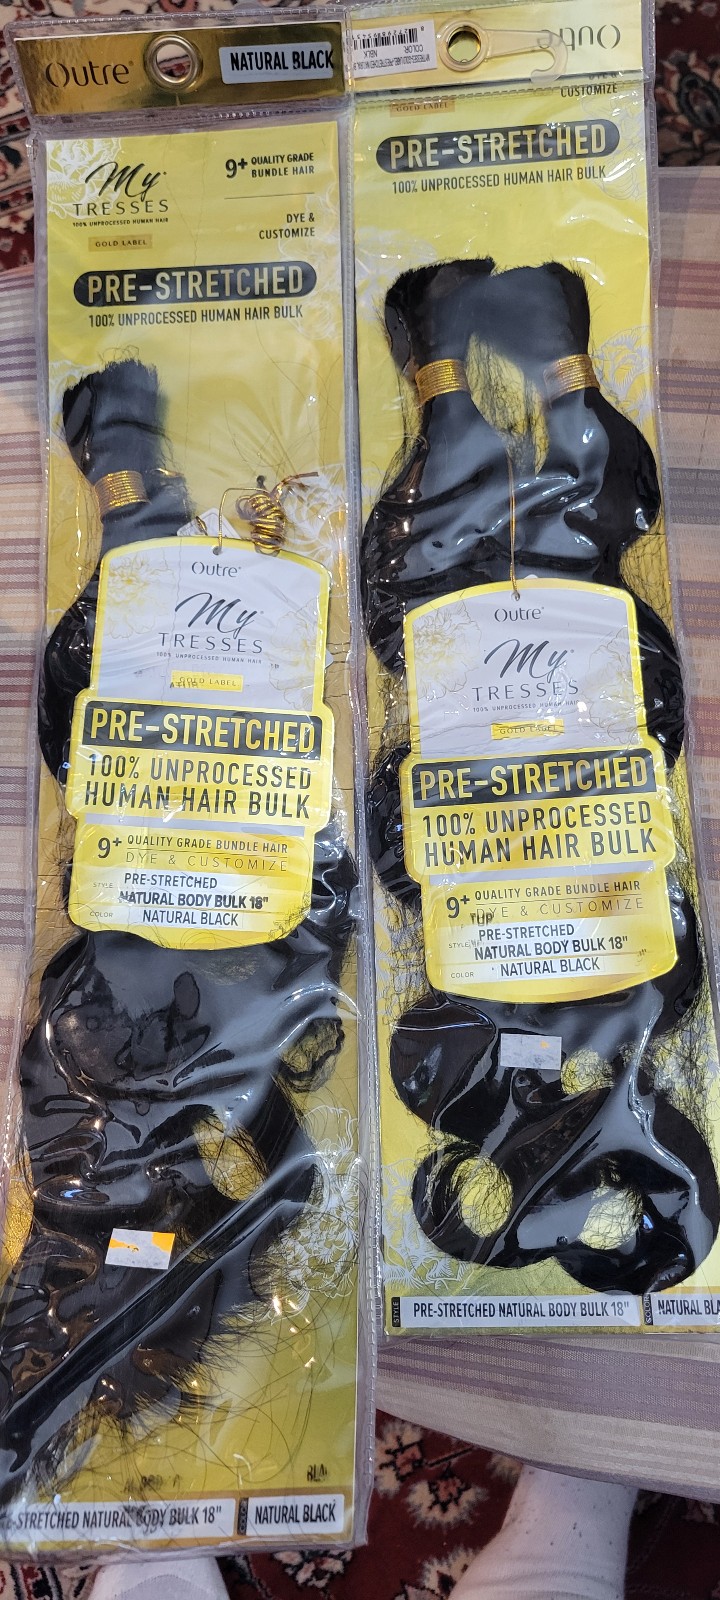 Outre
NATURAL BLACK
My
TRESSES
100% UNPROCESSED HUMAN HAIR
GOLD LABEL
9+ QUALITY GRADE
BUNDLE HAIR
DYE &
CUSTOMIZE
PRE-STRETCHED
100% UNPROCESSED HUMAN HAIR BULK
Outre
My
TRESSES
100% UNPROCESSED HUMAN HAIR
GOLD LABEL
PRE-STRETCHED
100% UNPROCESSED
HUMAN HAIR BULK
9+ QUALITY GRADE BUNDLE HAIR
DYE & CUSTOMIZE
STYLE PRE-STRETCHED
NATURAL BODY BULK 18"
COLOR NATURAL BLACK
E-STRETCHED NATURAL BODY BULK 18"
NATURAL BLACK
Outre
COLOR:
NBLK
CUSTOMIZE
GOLD LABEL
PRE-STRETCHED
100% UNPROCESSED HUMAN HAIR BULK
Outre
My
TRESSES
100% UNPROCESSED HUMAN HAIR
GOLD LABEL
PRE-STRETCHED
100% UNPROCESSED
HUMAN HAIR BULK
9+ QUALITY GRADE BUNDLE HAIR
DYE & CUSTOMIZE
PRE-STRETCHED
STYLE NATURAL BODY BULK 18"
COLOR NATURAL BLACK
STYLE PRE-STRETCHED NATURAL BODY BULK 18"
COLOR NATURAL BLA